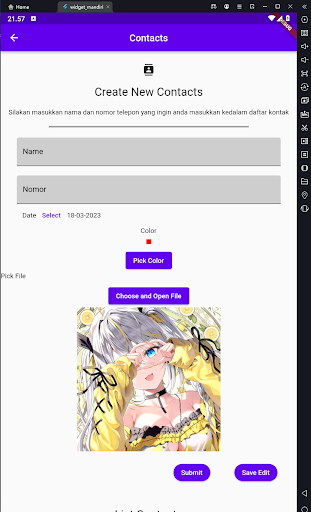 Home
widget_mandiri
21.57
Contacts
Create New Contacts
Silakan masukkan nama dan nomor telepon yang ingin anda masukkan kedalam daftar kontak
Name
Nomor
Date Select 18-03-2023
Color
Pick Color
Pick File
Choose and Open File
Submit Save Edit